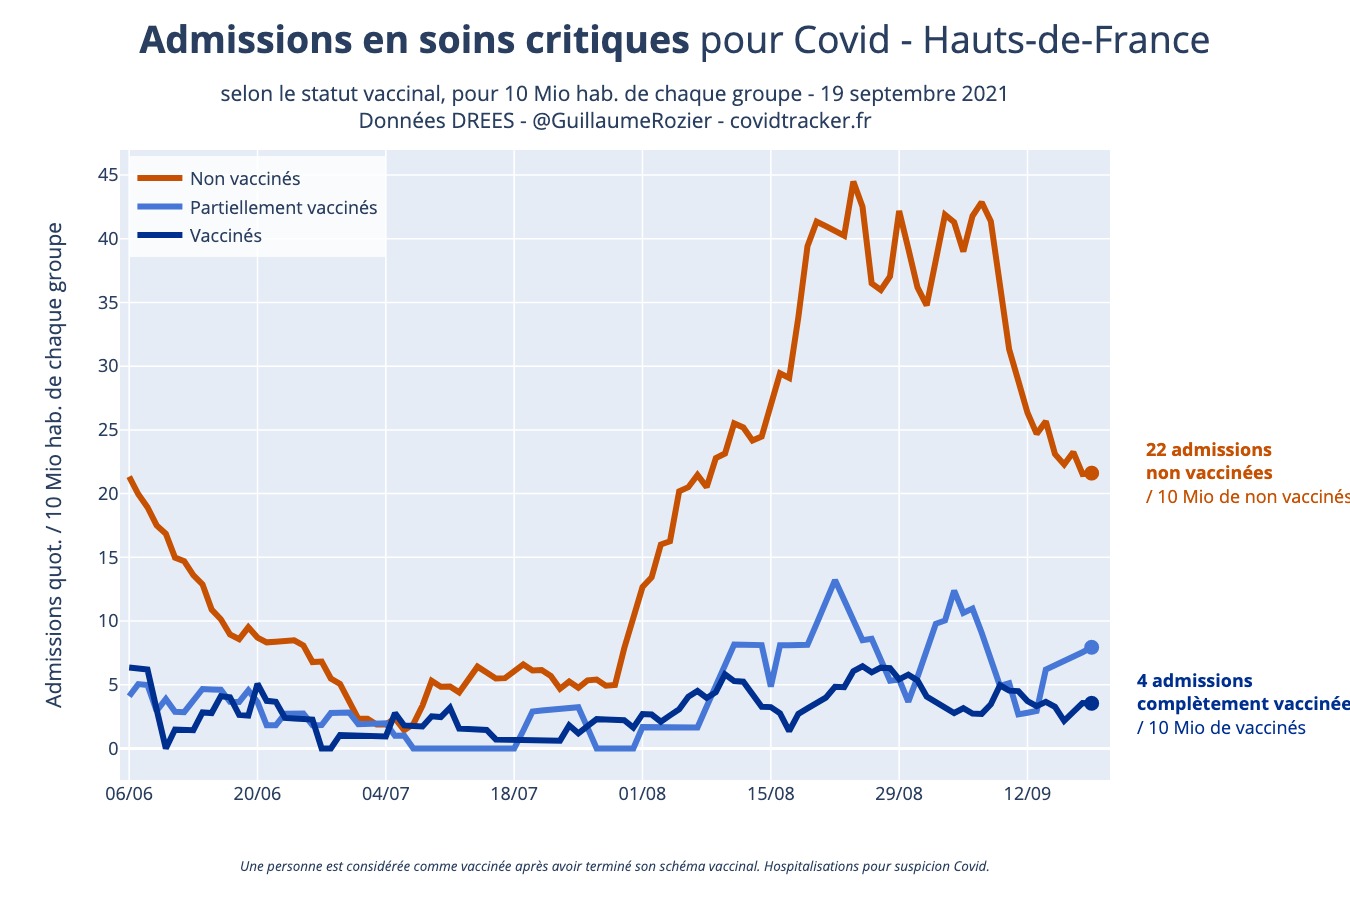 Admissions en soins critiques pour Covid - Hauts-de-France
selon le statut vaccinal, pour 10 Mio hab. de chaque groupe - 19 septembre 2021
Données DREES - @GuillaumeRozier - covidtracker.fr
Non vaccinés
Partiellement vaccinés
Vaccinés
Admissions quot. / 10 Mio hab. de chaque groupe
45
40
35
30
25
20
15
10
5
0
06/06
20/06
04/07
18/07
01/08
15/08
29/08
12/09
22 admissions
non vaccinées
/ 10 Mio de non vaccinés
4 admissions
complètement vaccinée
/ 10 Mio de vaccinés
Une personne est considérée comme vaccinée après avoir terminé son schéma vaccinal. Hospitalisations pour suspicion Covid.